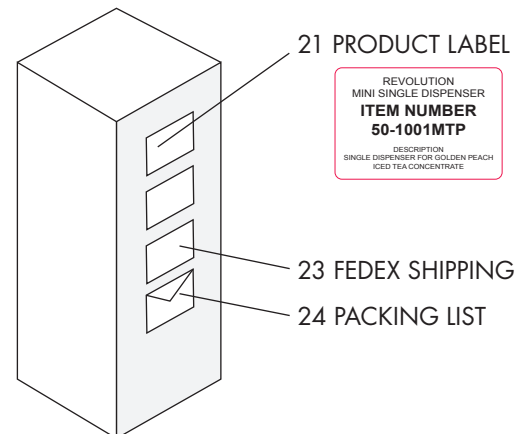 21 PRODUCT LABEL
REVOLUTION
MINI SINGLE DISPENSER
ITEM NUMBER
50-1001MTP
DESCRIPTION
SINGLE DISPENSER FOR GOLDEN PEACH
ICED TEA CONCENTRATE
23 FEDEX SHIPPING
24 PACKING LIST